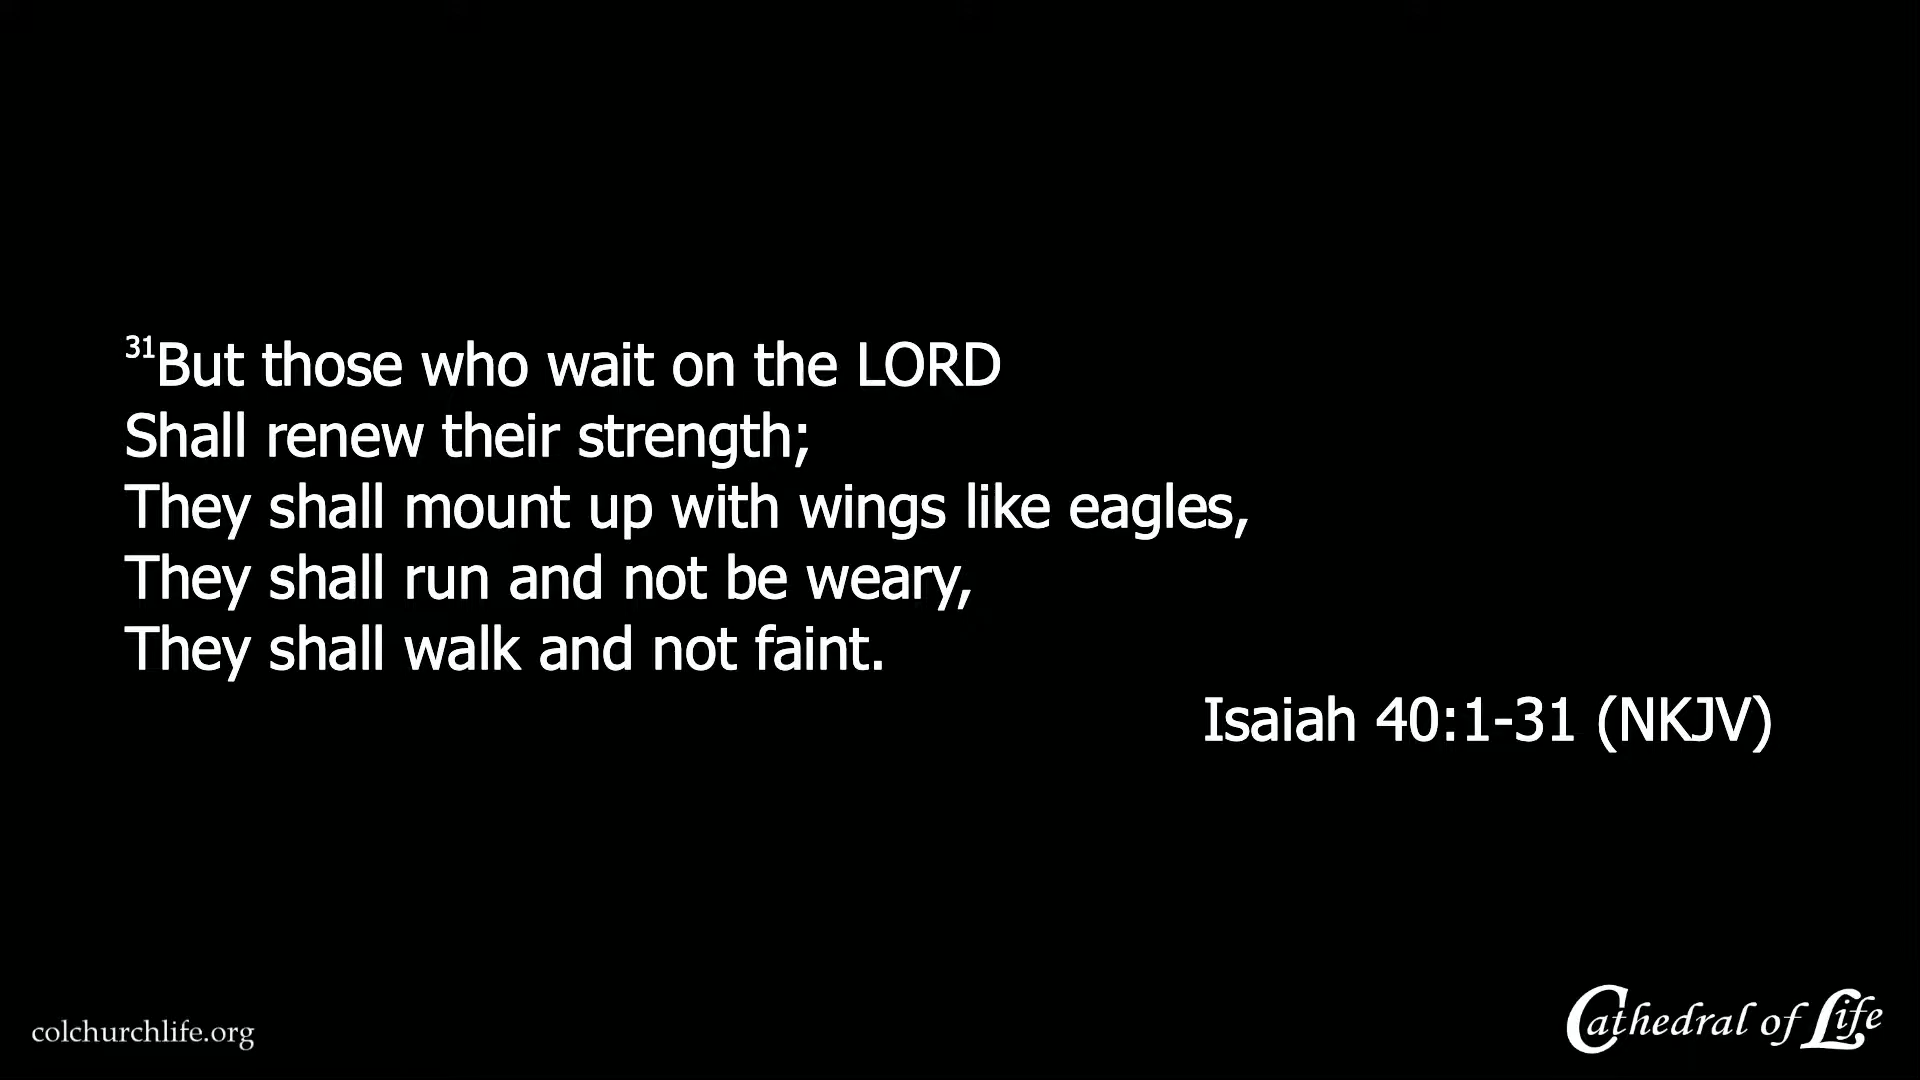 31But those who wait on the LORD
Shall renew their strength;
They shall mount up with wings like eagles,
They shall run and not be weary,
They shall walk and not faint.
Isaiah 40:1-31 (NKJV)
colchurchlife.org
Cathedral of Life